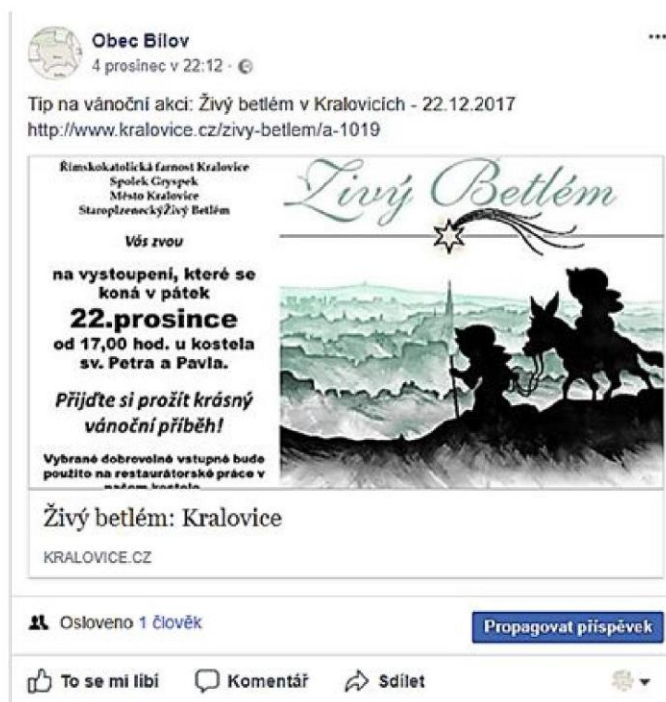 Obec Bílov
4 prosinec v 22:12 ·
Tip na vánoční akci: Živý betlém v Kralovicích - 22.12.2017
http://www.kralovice.cz/zivy-betlem/a-1019
Římskokatolická farnost Kralovice
Spolek Gryspek
Město Kralovice
StaroplzeneckýŽivý Betlém
Vás zvou
na vystoupení, které se
koná v pátek
22.prosince
od 17,00 hod. u kostela
sv. Petra a Pavla.
Přijďte si prožít krásný
vánoční příběh!
Vybrané dobrovolné vstupné bude
použito na restaurátorské práce v
našem kostele
Živý Betlém
Živý betlém: Kralovice
KRALOVICE.CZ
Osloveno 1 člověk
Propagovat příspěvek
To se mi líbí
Komentář
Sdílet